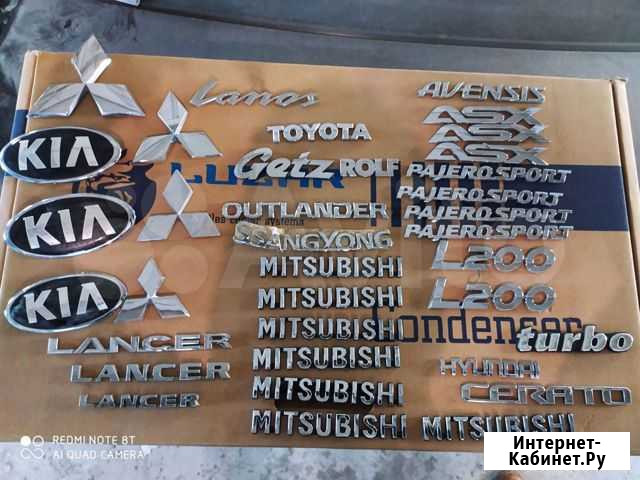 Lanos
AVENSIS
ASX
ASX
ASX
TOYOTA
KIA
Getz ROLF
PAJERO SPORT
PAJERO SPORT
PAJERO SPORT
PAJERO SPORT
LUZAR
KIA
OUTLANDER
SSANGYONG
MITSUBISHI
L200
KIA
MITSUBISHI
L200
MITSUBISHI
Kondenser
turbo
LANCER
MITSUBISHI
HYUNDAI
LANCER
MITSUBISHI
CERATO
LANCER
MITSUBISHI
MITSUBISHI
REDMI NOTE 8T
AI QUAD CAMERA
Интернет-
Кабинет.Ру